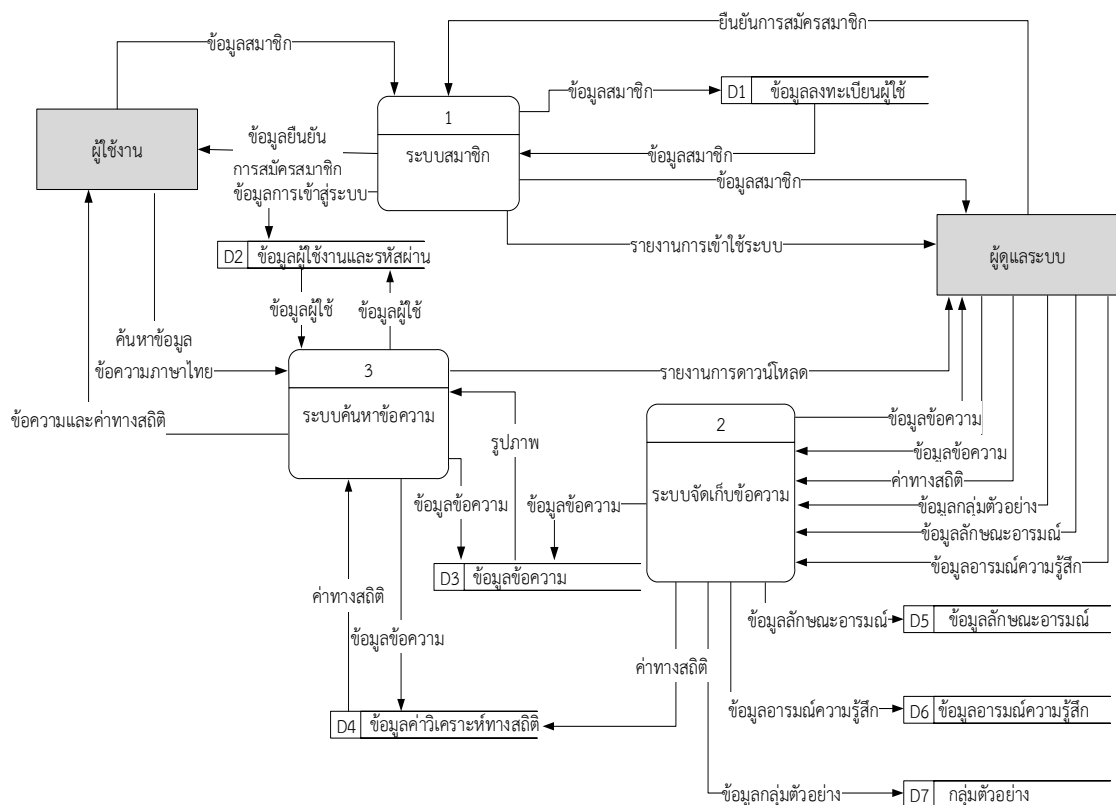 ยืนยันการสมัครสมาชิก
ข้อมูลสมาชิก
ข้อมูลสมาชิก
D1 ข้อมูลลงทะเบียนผู้ใช้
1
ระบบสมาชิก
ผู้ใช้งาน
ข้อมูลยืนยัน
การสมัครสมาชิก
ข้อมูลสมาชิก
ข้อมูลสมาชิก
ข้อมูลการเข้าสู่ระบบ
รายงานการเข้าใช้ระบบ
D2 ข้อมูลผู้ใช้งานและรหัสผ่าน
ผู้ดูแลระบบ
ข้อมูลผู้ใช้
ข้อมูลผู้ใช้
ค้นหาข้อมูล
ข้อความภาษาไทย
3
ระบบค้นหาข้อความ
รายงานการดาวน์โหลด
ข้อความและค่าทางสถิติ
รูปภาพ
2
ระบบจัดเก็บข้อความ
ข้อมูลข้อความ
ข้อมูลข้อความ
ค่าทางสถิติ
ข้อมูลกลุ่มตัวอย่าง
ข้อมูลลักษณะอารมณ์
ข้อมูลอารมณ์ความรู้สึก
ข้อมูลข้อความ
ข้อมูลข้อความ
D3 ข้อมูลข้อความ
ค่าทางสถิติ
ข้อมูลข้อความ
ข้อมูลลักษณะอารมณ์
D5 ข้อมูลลักษณะอารมณ์
ค่าทางสถิติ
D4 ข้อมูลค่าวิเคราะห์ทางสถิติ
ข้อมูลอารมณ์ความรู้สึก
D6 ข้อมูลอารมณ์ความรู้สึก
ข้อมูลกลุ่มตัวอย่าง
D7 กลุ่มตัวอย่าง